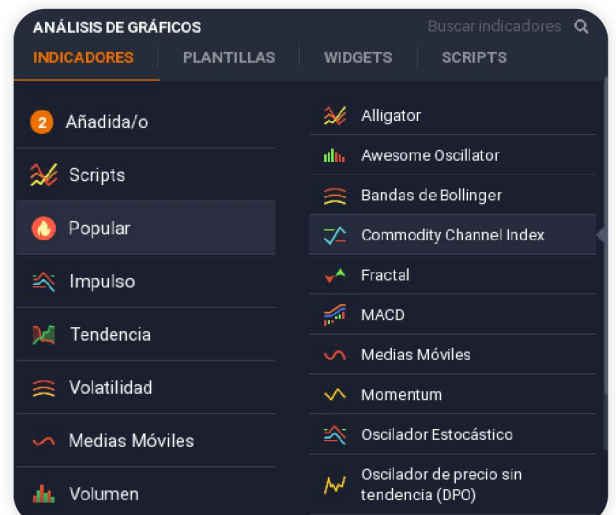 ANÁLISIS DE GRÁFICOS
Buscar indicadores
INDICADORES
PLANTILLAS
WIDGETS
SCRIPTS
2 Añadida/o
Scripts
Popular
Impulso
Tendencia
Volatilidad
Medias Móviles
Volumen
Alligator
Awesome Oscillator
Bandas de Bollinger
Commodity Channel Index
Fractal
MACD
Medias Móviles
Momentum
Oscilador Estocástico
Oscilador de precio sin
tendencia (DPO)